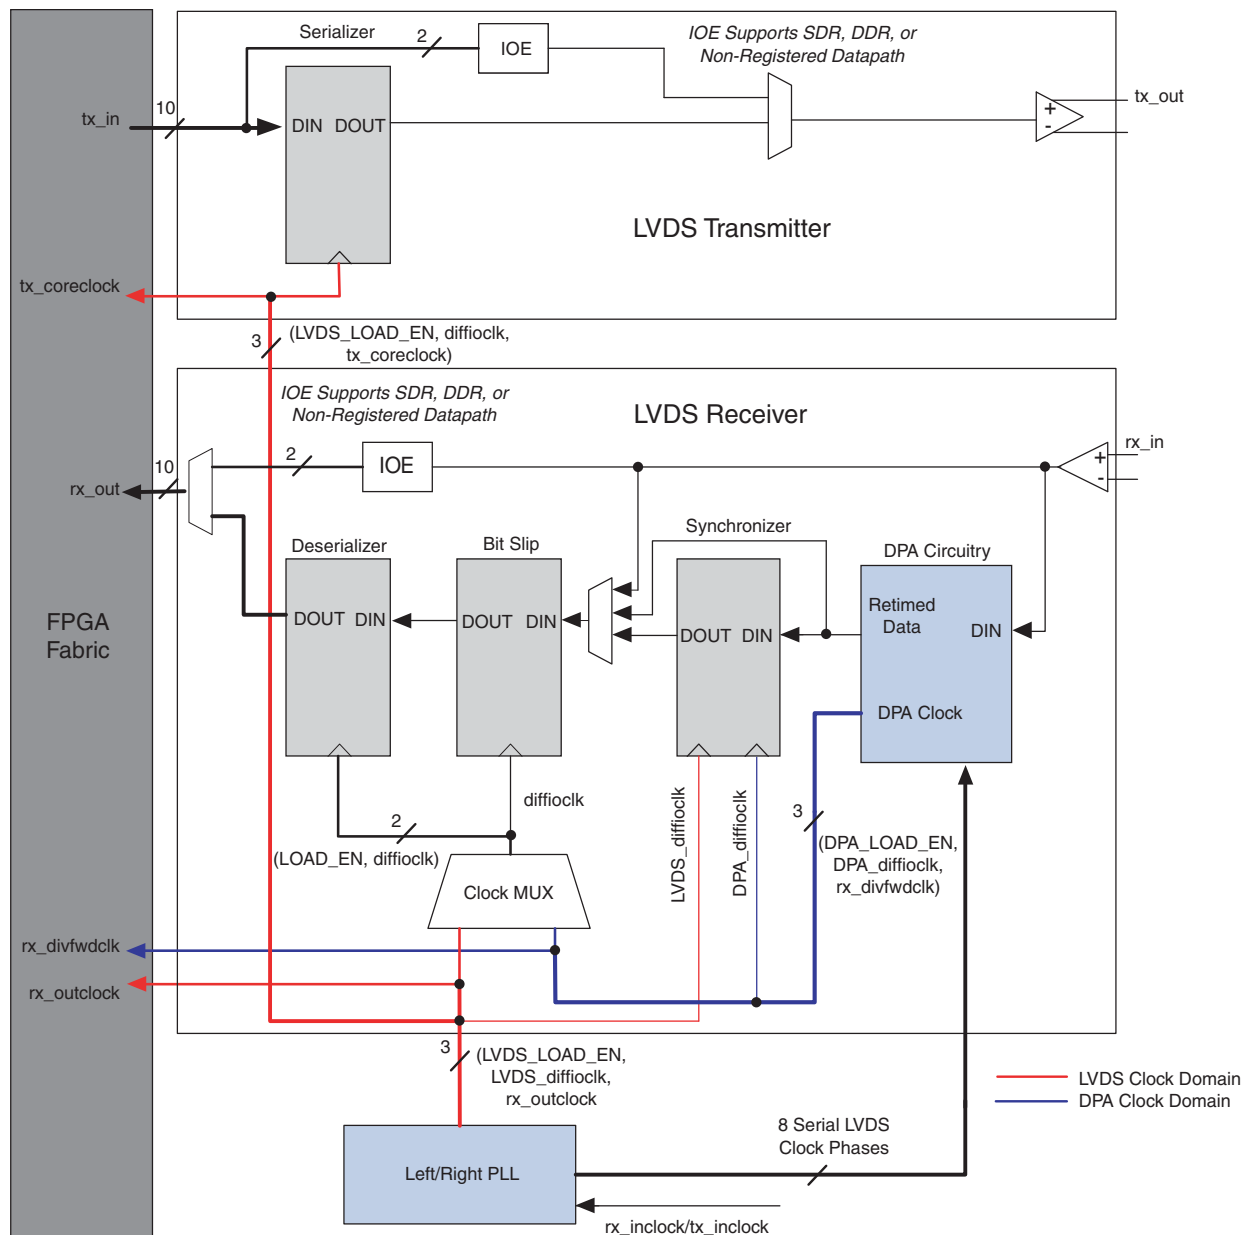 Serializer
2
IOE
IOE Supports SDR, DDR, or
Non-Registered Datapath
tx_in
10
DIN DOUT
+
-
tx_out
LVDS Transmitter
tx_coreclock
3
(LVDS_LOAD_EN, diffioclk,
tx_coreclock)
IOE Supports SDR, DDR, or
Non-Registered Datapath
LVDS Receiver
rx_out
10
2
IOE
+
-
rx_in
Deserializer
Bit Slip
Synchronizer
DPA Circuitry
FPGA
Fabric
DOUT DIN
DOUT DIN
DOUT DIN
Retimed
Data
DIN
DPA Clock
diffioclk
2
(LOAD_EN, diffioclk)
LVDS_diffioclk
DPA_diffioclk
3
(DPA_LOAD_EN,
DPA_diffioclk,
rx_divfwdclk)
Clock MUX
rx_divfwdclk
rx_outclock
3
(LVDS_LOAD_EN,
LVDS_diffioclk,
rx_outclock
LVDS Clock Domain
DPA Clock Domain
8 Serial LVDS
Clock Phases
Left/Right PLL
rx_inclock/tx_inclock